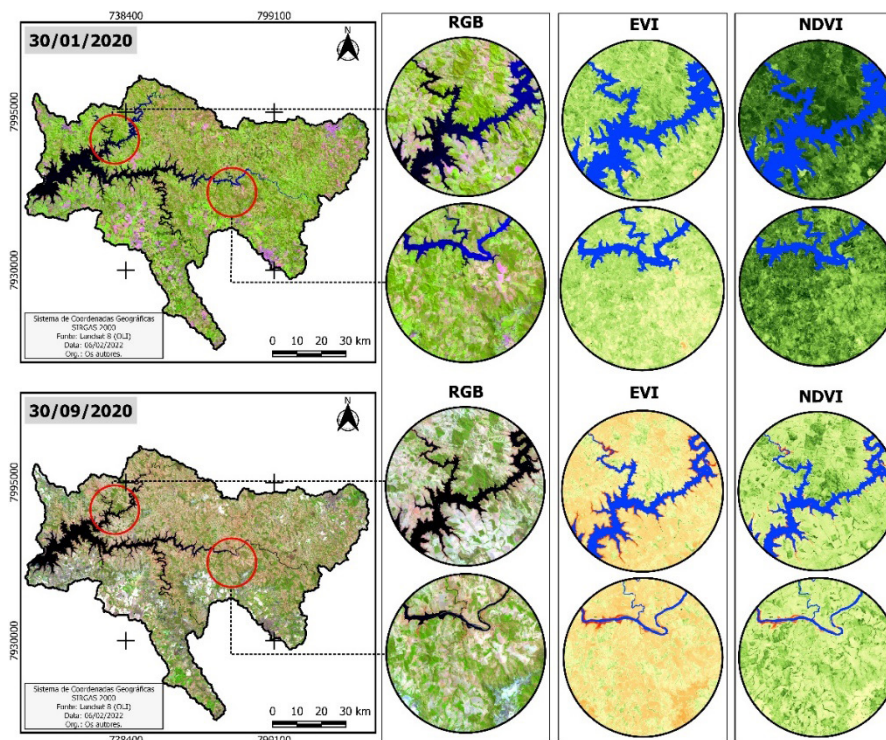 738400
799100
30/01/2020
N
7995000
7930000
Sistema de Coordenadas Geográficas
SIRGAS 2000
Fonte: Landsat 8 (OLI)
Data: 06/02/2022
Org.: Os autores.
0 10 20 30 km
RGB
EVI
NDVI
30/09/2020
N
7995000
7930000
Sistema de Coordenadas Geográficas
SIRGAS 2000
Fonte: Landsat 8 (OLI)
Data: 06/02/2022
Org.: Os autores.
0 10 20 30 km
738400
799100
RGB
EVI
NDVI